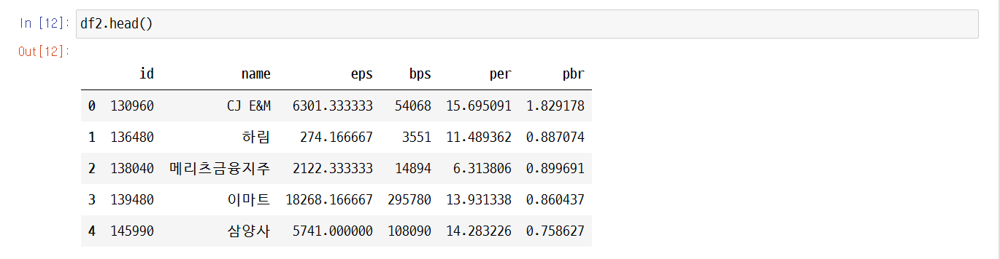 In [12]: df2.head()
Out[12]:
id name eps bps per pbr
0 130960 CJ E&M 6301.333333 54068 15.695091 1.829178
1 136480 하림 274.166667 3551 11.489362 0.887074
2 138040 메리츠금융지주 2122.333333 14894 6.313806 0.899691
3 139480 이마트 18268.166667 295780 13.931338 0.860437
4 145990 삼양사 5741.000000 108090 14.283226 0.758627